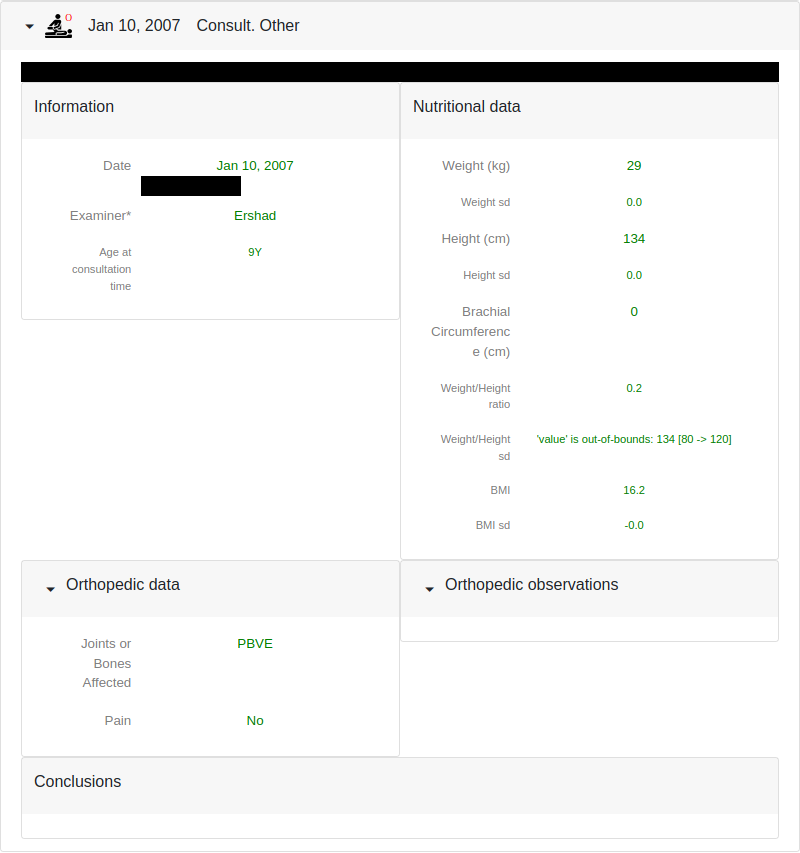 O
Jan 10, 2007 Consult. Other
Information
Date Jan 10, 2007
Examiner* Ershad
Age at 9Y
consultation
time
Nutritional data
Weight (kg) 29
Weight sd 0.0
Height (cm) 134
Height sd 0.0
Brachial 0
Circumferenc
e (cm)
Weight/Height 0.2
ratio
Weight/Height 'value' is out-of-bounds: 134 [80 -> 120]
sd
BMI 16.2
BMI sd -0.0
Orthopedic data
Joints or PBVE
Bones
Affected
Pain No
Orthopedic observations
Conclusions